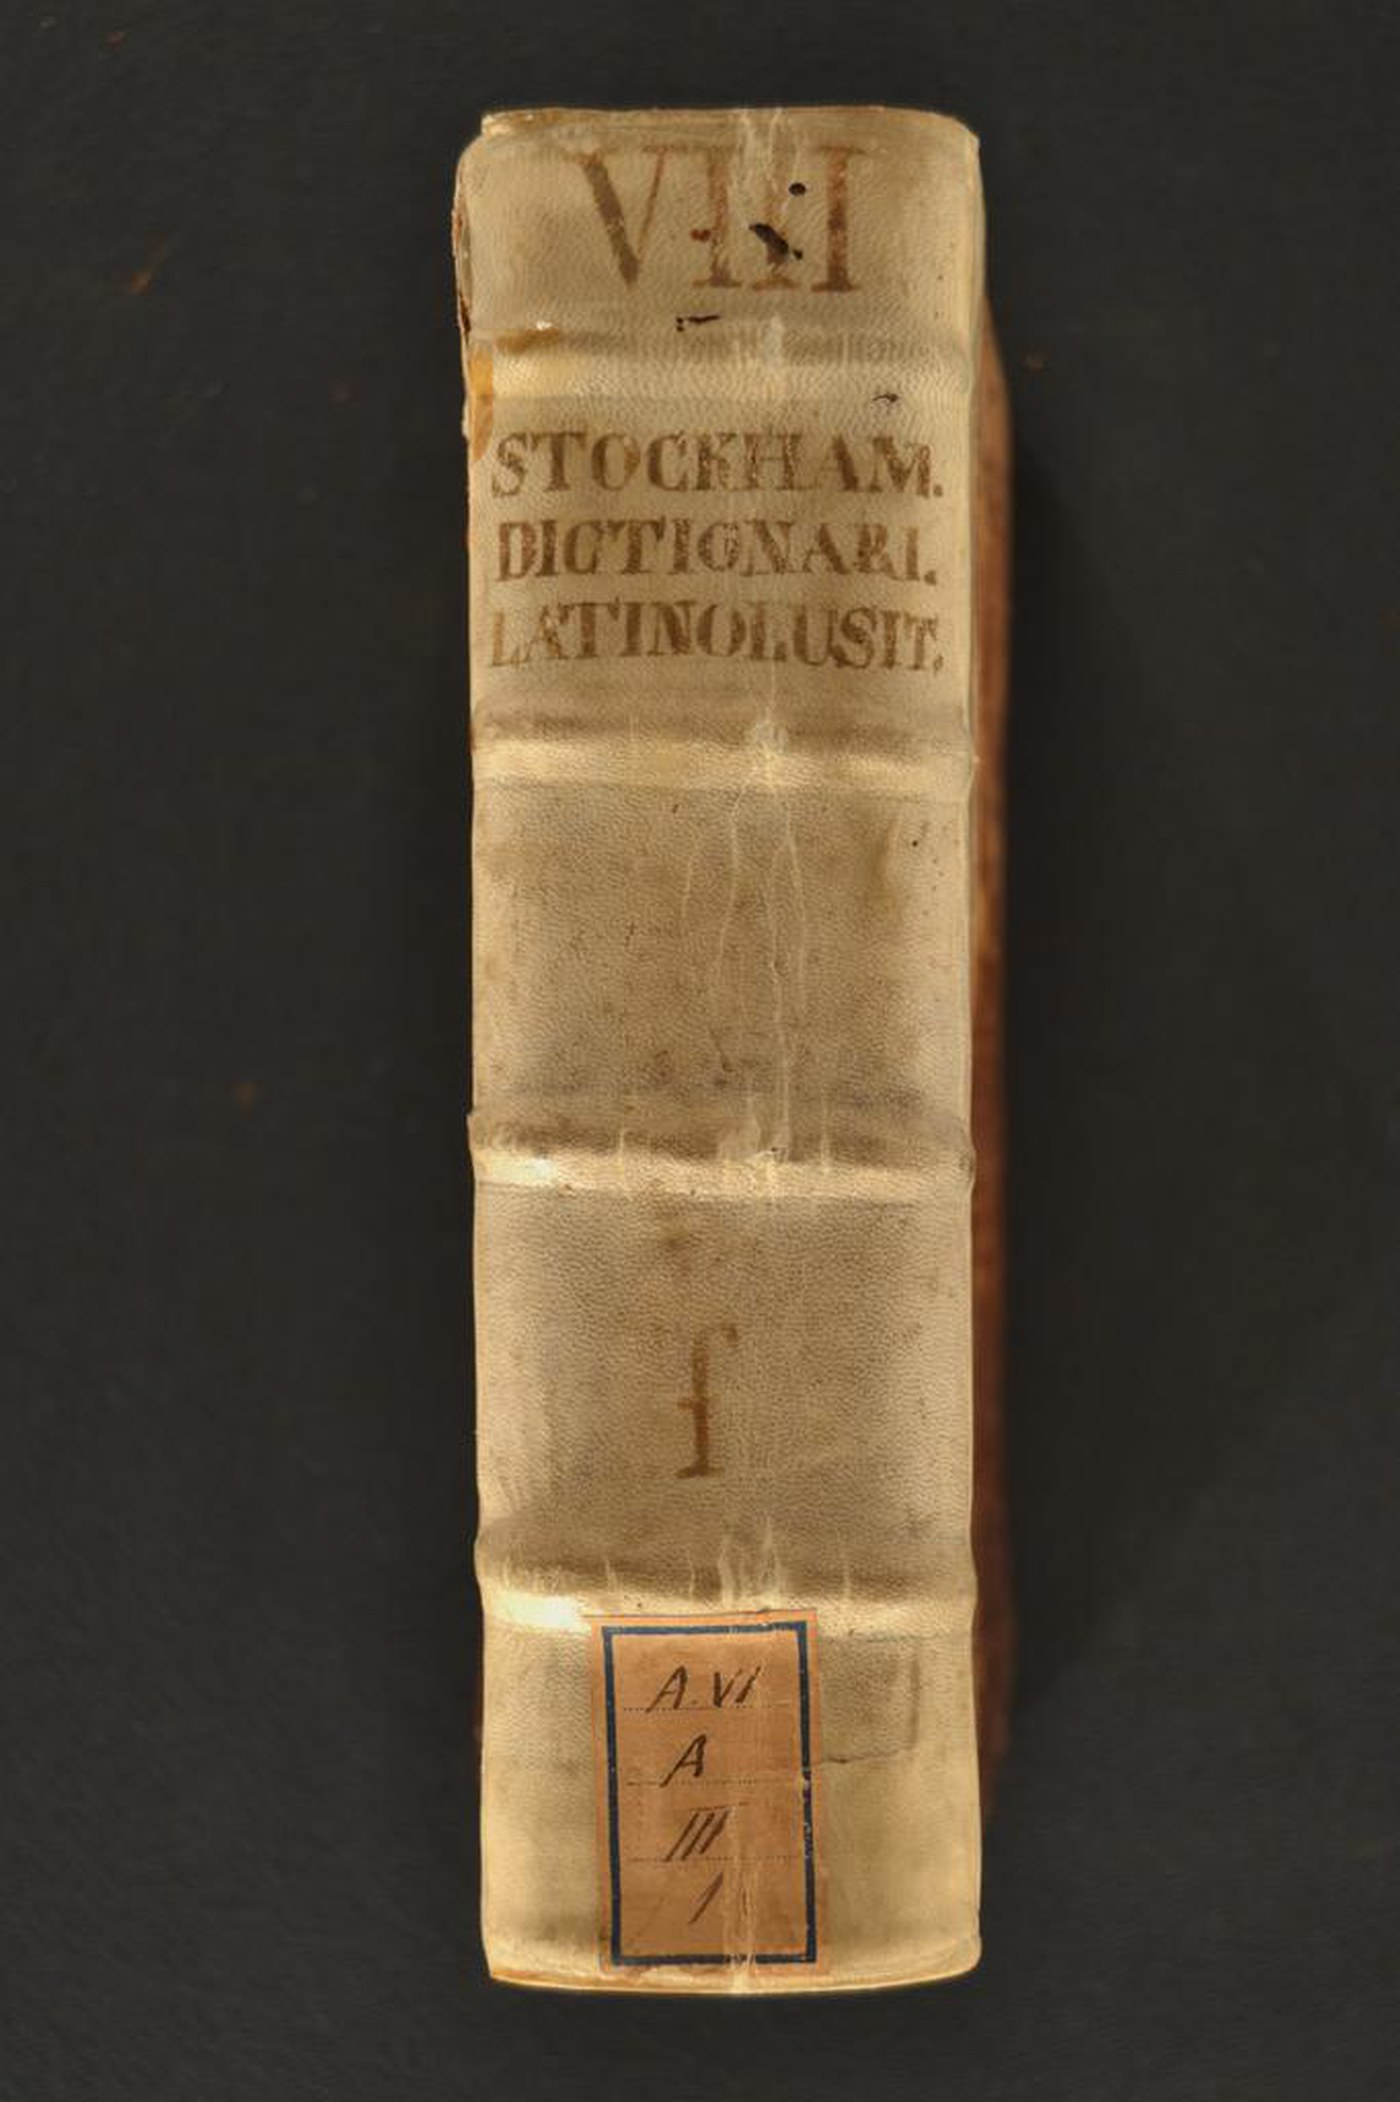 VIII
STOCKHAM.
DICTIONARI.
LATINOLUSIT.
f
A.VI
A
III
1